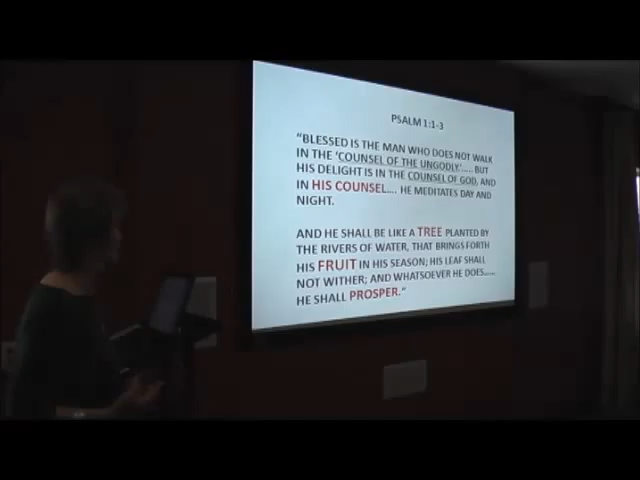 PSALM 1:1-3
"BLESSED IS THE MAN WHO DOES NOT WALK
IN THE 'COUNSEL OF THE UNGODLY.'..... BUT
HIS DELIGHT IS IN THE COUNSEL OF GOD, AND
IN HIS COUNSEL.... HE MEDITATES DAY AND
NIGHT.
AND HE SHALL BE LIKE A TREE PLANTED BY
THE RIVERS OF WATER, THAT BRINGS FORTH
HIS FRUIT IN HIS SEASON; HIS LEAF SHALL
NOT WITHER; AND WHATSOEVER HE DOES.....
HE SHALL PROSPER."